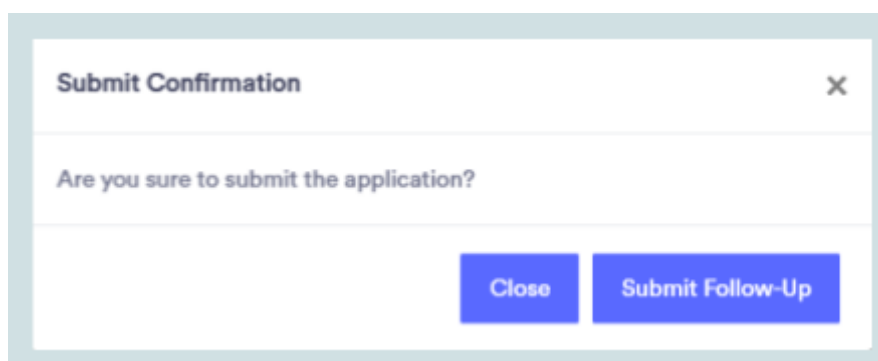 Submit Confirmation
Are you sure to submit the application?
Close Submit Follow-Up